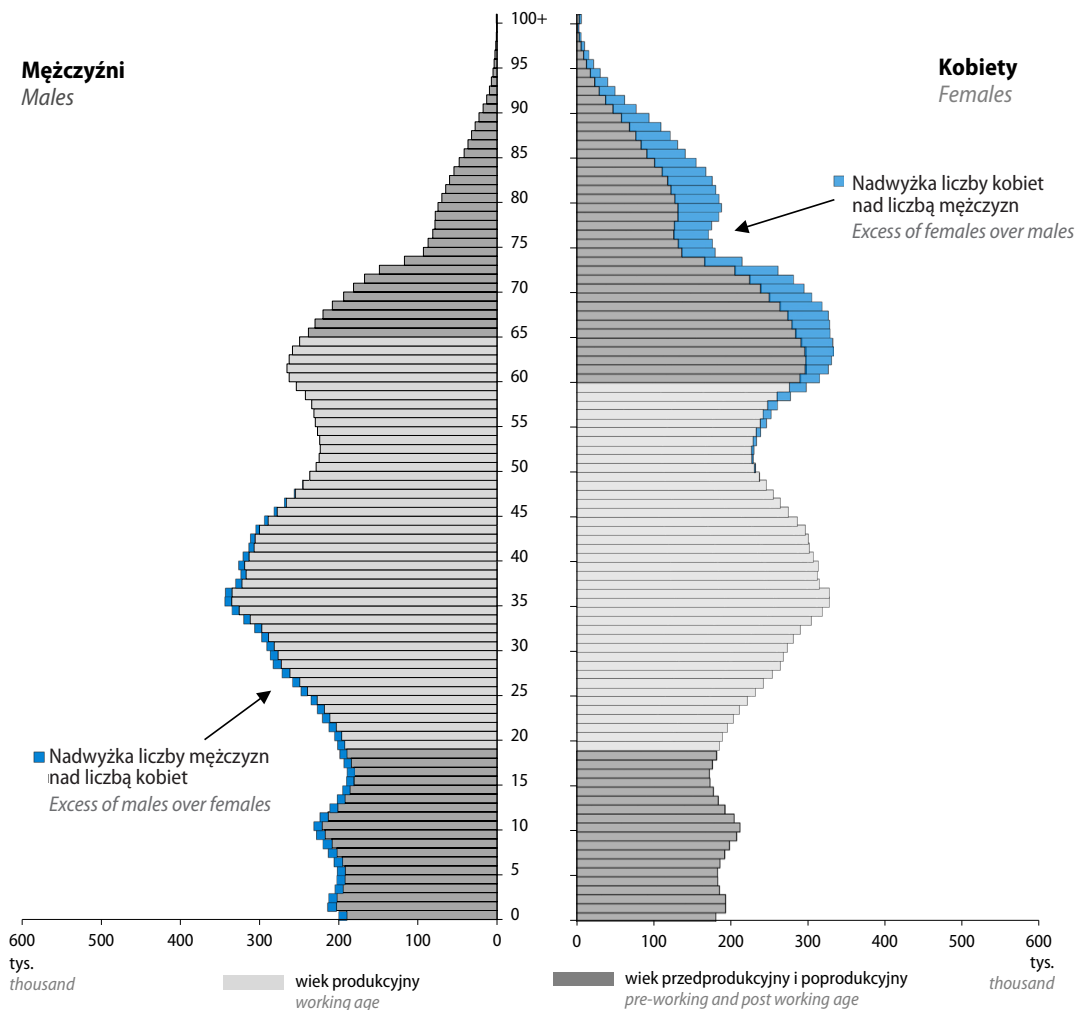 Mężczyźni
Males
Kobiety
Females
100+
95
90
85
80
75
70
65
60
55
50
45
40
35
30
25
20
15
10
5
0
Nadwyżka liczby kobiet
nad liczbą mężczyzn
Excess of females over males
Nadwyżka liczby mężczyzn
nad liczbą kobiet
Excess of males over females
600 500 400 300 200 100 0
0 100 200 300 400 500 600
tys.
thousand
tys.
thousand
wiek produkcyjny
working age
wiek przedprodukcyjny i poprodukcyjny
pre-working and post working age